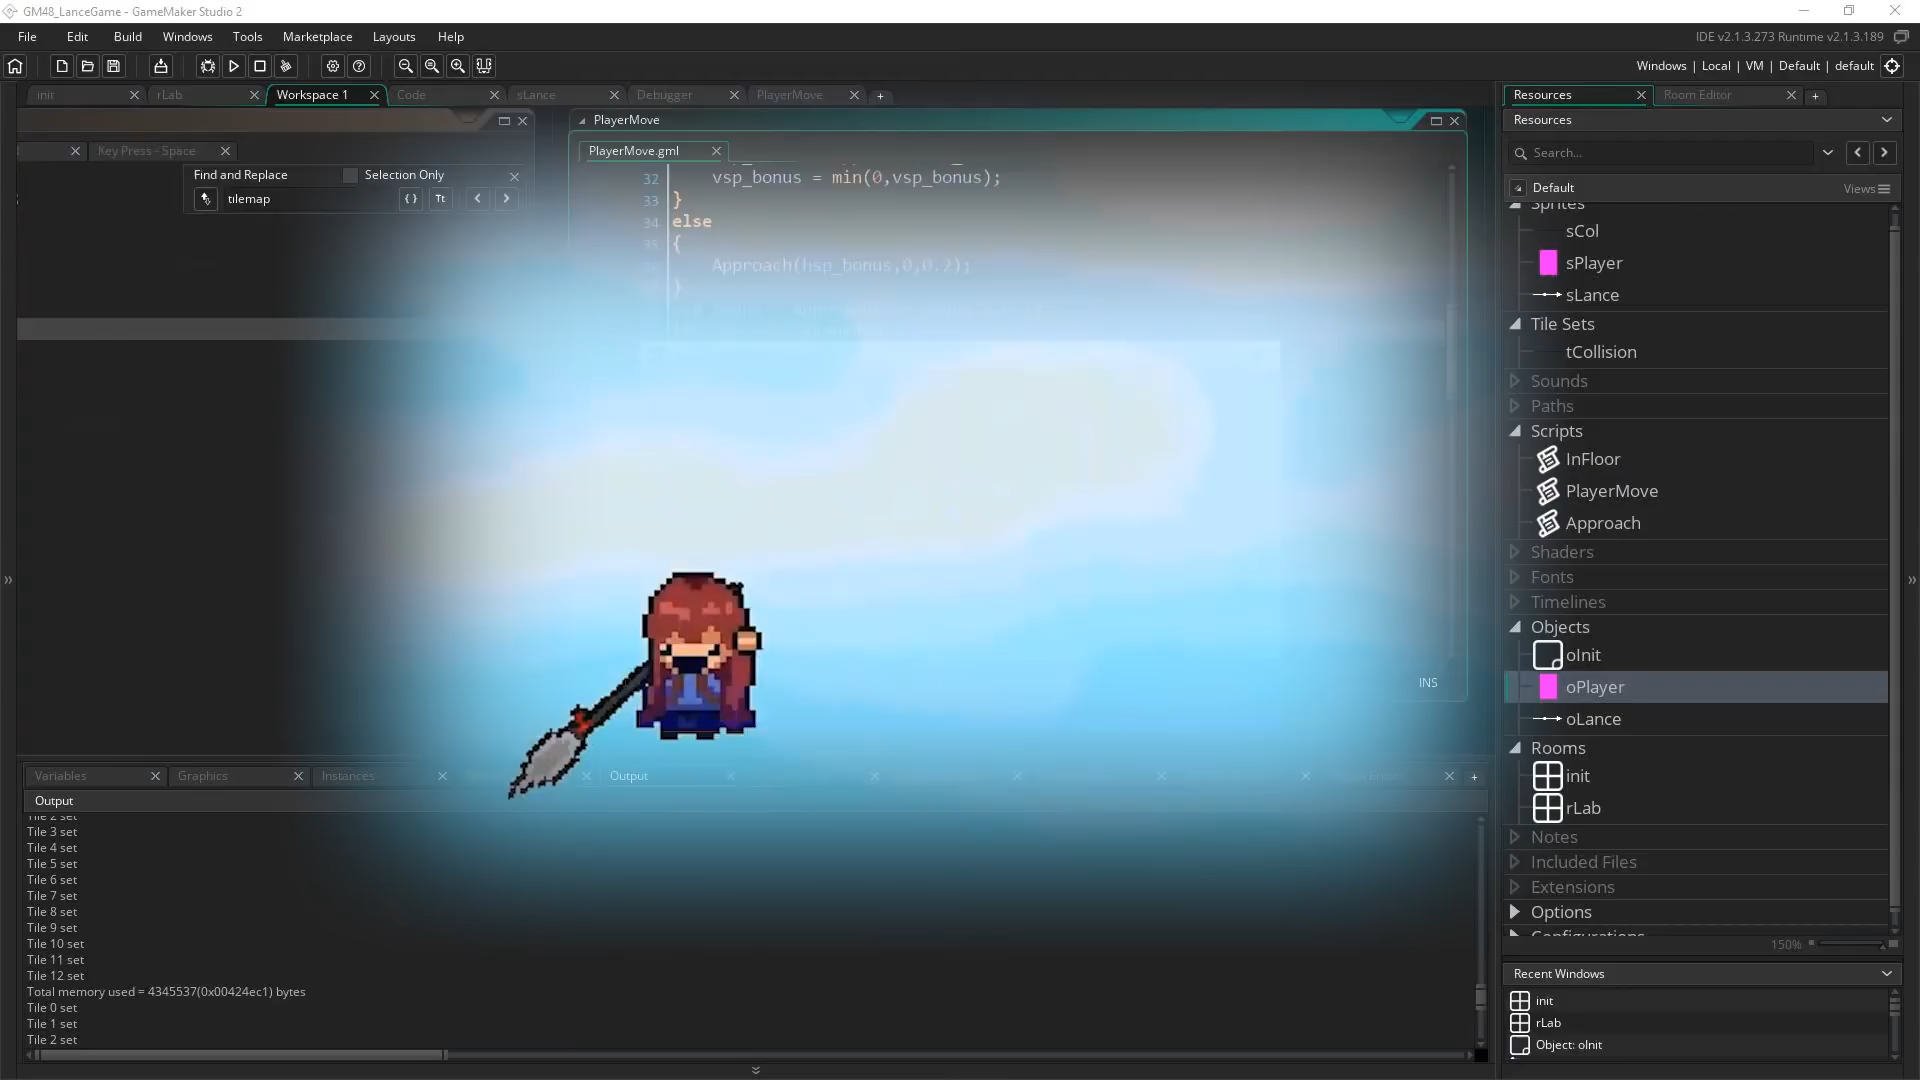 GM48_LanceGame - GameMaker Studio 2
File Edit Build Windows Tools Marketplace Layouts Help
IDE v2.1.3.273 Runtime v2.1.3.189
Windows | Local | VM | Default | default
init rLab Workspace 1 Code sLance Debugger PlayerMove
Key Press - Space
Find and Replace Selection Only
tilemap
PlayerMove
PlayerMove.gml
32 vsp_bonus = min(0,vsp_bonus);
33 }
34 else
35 {
Approach(hsp_bonus,0,0.2);
}
INS
Variables Graphics Instances Output
Output
Tile 2 set
Tile 3 set
Tile 4 set
Tile 5 set
Tile 6 set
Tile 7 set
Tile 8 set
Tile 9 set
Tile 10 set
Tile 11 set
Tile 12 set
Total memory used = 4345537(0x00424ec1) bytes
Tile 0 set
Tile 1 set
Tile 2 set
Resources Room Editor
Resources
Search...
Default Views
Sprites
sCol
sPlayer
sLance
Tile Sets
tCollision
Sounds
Paths
Scripts
InFloor
PlayerMove
Approach
Shaders
Fonts
Timelines
Objects
oInit
oPlayer
oLance
Rooms
init
rLab
Notes
Included Files
Extensions
Options
Configurations
150%
Recent Windows
init
rLab
Object: oInit